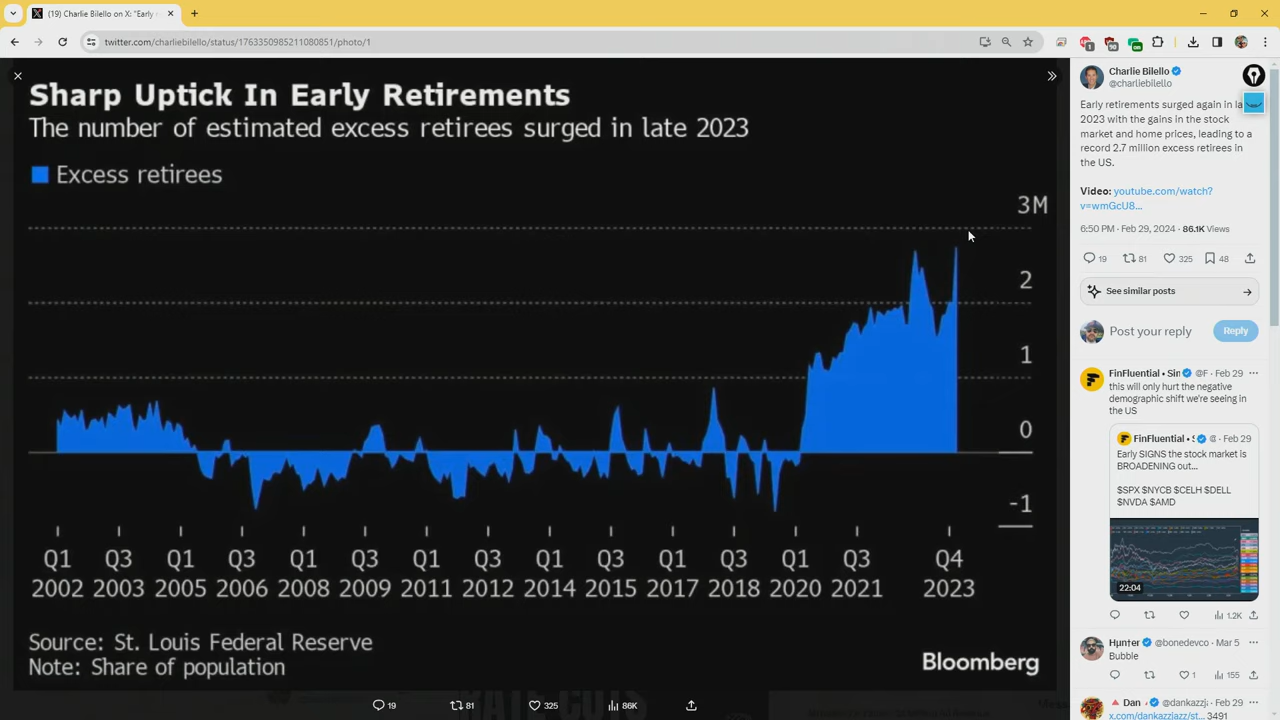 (19) Charlie Bilello on X: "Early
twitter.com/charliebilello/status/1763350985211080851/photo/1
Sharp Uptick In Early Retirements
The number of estimated excess retirees surged in late 2023
Excess retirees
3M
2
1
0
-1
Q1 Q3 Q1 Q3 Q1 Q3 Q1 Q3 Q1 Q3 Q1 Q3 Q1 Q3 Q4
2002 2003 2005 2006 2008 2009 2011 2012 2014 2015 2017 2018 2020 2021 2023
Source: St. Louis Federal Reserve
Note: Share of population
Bloomberg
19 81 325 86K
Charlie Bilello
@charliebilello
Early retirements surged again in
2023 with the gains in the stock
market and home prices, leading to a
record 2.7 million excess retirees in
the US.
Video: youtube.com/watch?
v=wmGcU8...
6:50 PM · Feb 29, 2024 · 86.1K Views
19 81 325 48
See similar posts
Post your reply
Reply
FinFluential • Sir @F · Feb 29
this will only hurt the negative
demographic shift we're seeing in
the US
FinFluential • @ · Feb 29
Early SIGNS the stock market is
BROADENING out...
$SPX $NYCB $CELH $DELL
$NVDA $AMD
22:04
1.2K
Hμnter @bonedevco · Mar 5
Bubble
1 155
Dan @dankazzj · Feb 29
x.com/dankazzjazz/st... 3491